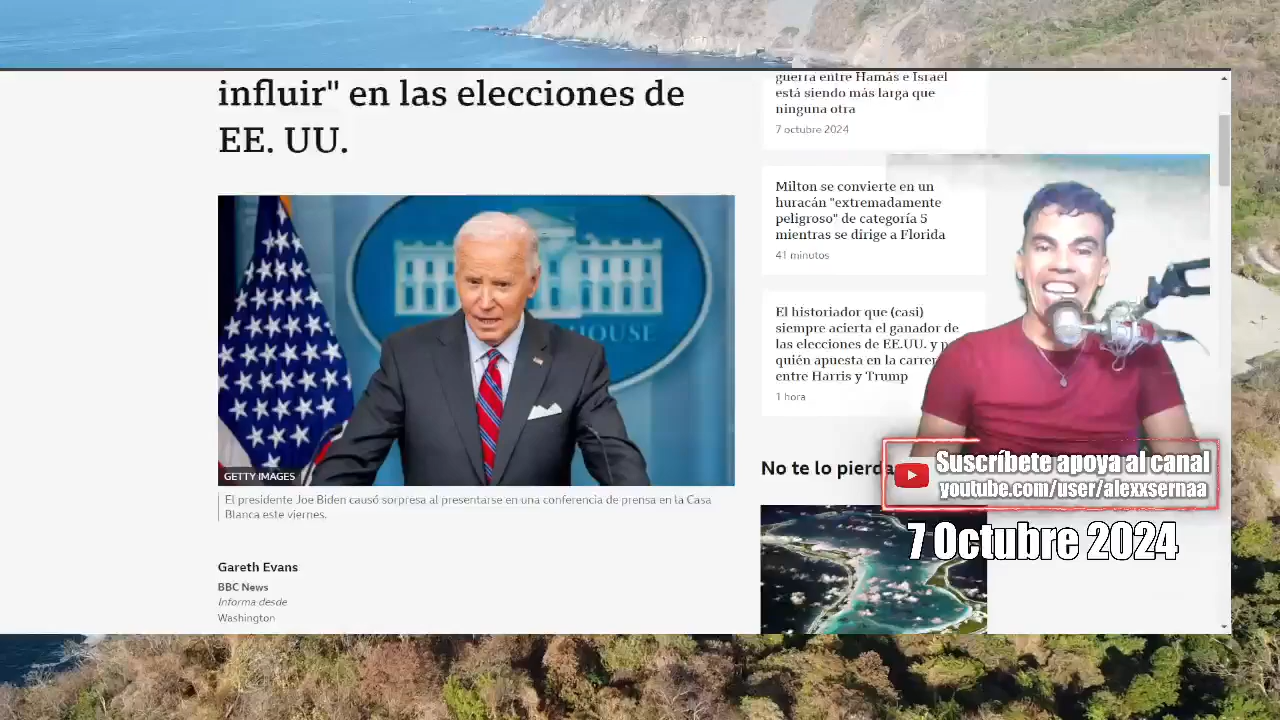 influir" en las elecciones de
EE. UU.
GETTY IMAGES
El presidente Joe Biden causó sorpresa al presentarse en una conferencia de prensa en la Casa
Blanca este viernes.
Gareth Evans
BBC News
Informa desde
Washington
guerra entre Hamás e Israel
está siendo más larga que
ninguna otra
7 octubre 2024
Milton se convierte en un
huracán "extremadamente
peligroso" de categoría 5
mientras se dirige a Florida
41 minutos
El historiador que (casi)
siempre acierta el ganador de
las elecciones de EE.UU. y p
quién apuesta en la carrer
entre Harris y Trump
1 hora
No te lo pierda
Suscríbete apoya al canal
youtube.com/user/alexxsernaa
7 Octubre 2024